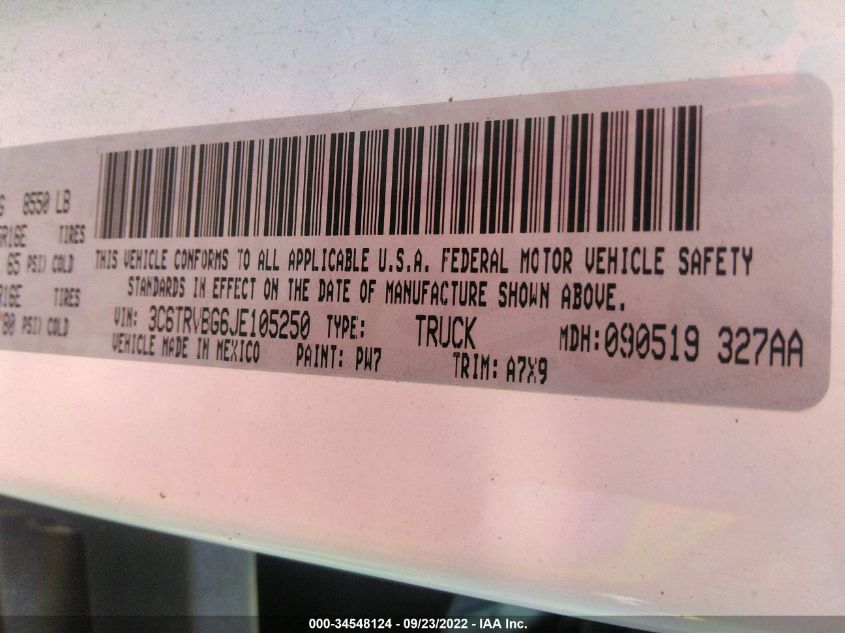 8550 LB
R16E TIRES
65 PSI/COLD
R16E TIRES
80 PSI/COLD
THIS VEHICLE CONFORMS TO ALL APPLICABLE U.S.A. FEDERAL MOTOR VEHICLE SAFETY
STANDARDS IN EFFECT ON THE DATE OF MANUFACTURE SHOWN ABOVE.
VIN: 3C6TRVBG6JE105250 TYPE: TRUCK MDH:090519 327AA
VEHICLE MADE IN MEXICO PAINT: PW7 TRIM: A7X9
000-34548124 - 09/23/2022 - IAA Inc.